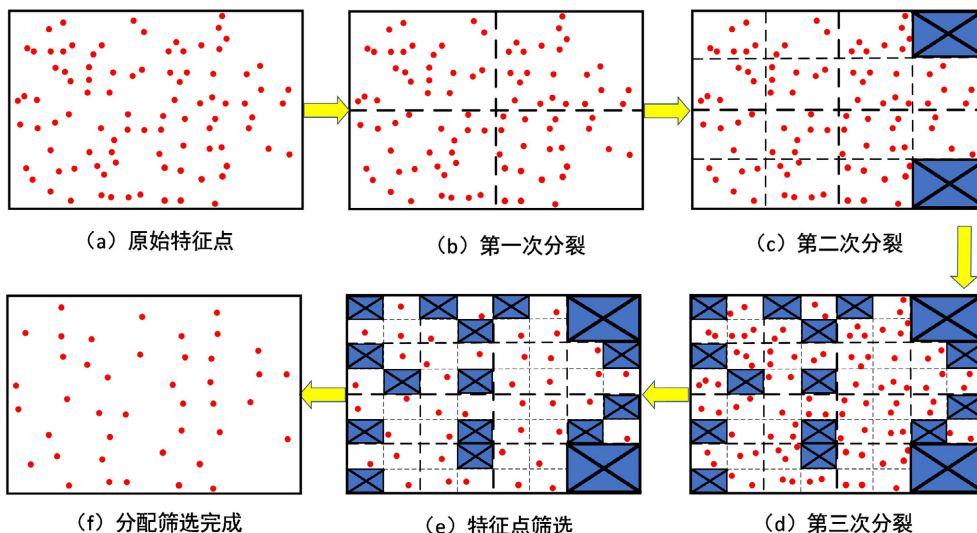 （a）原始特征点
（b）第一次分裂
（c）第二次分裂
（f）分配筛选完成
（e）特征点筛选
（d）第三次分裂